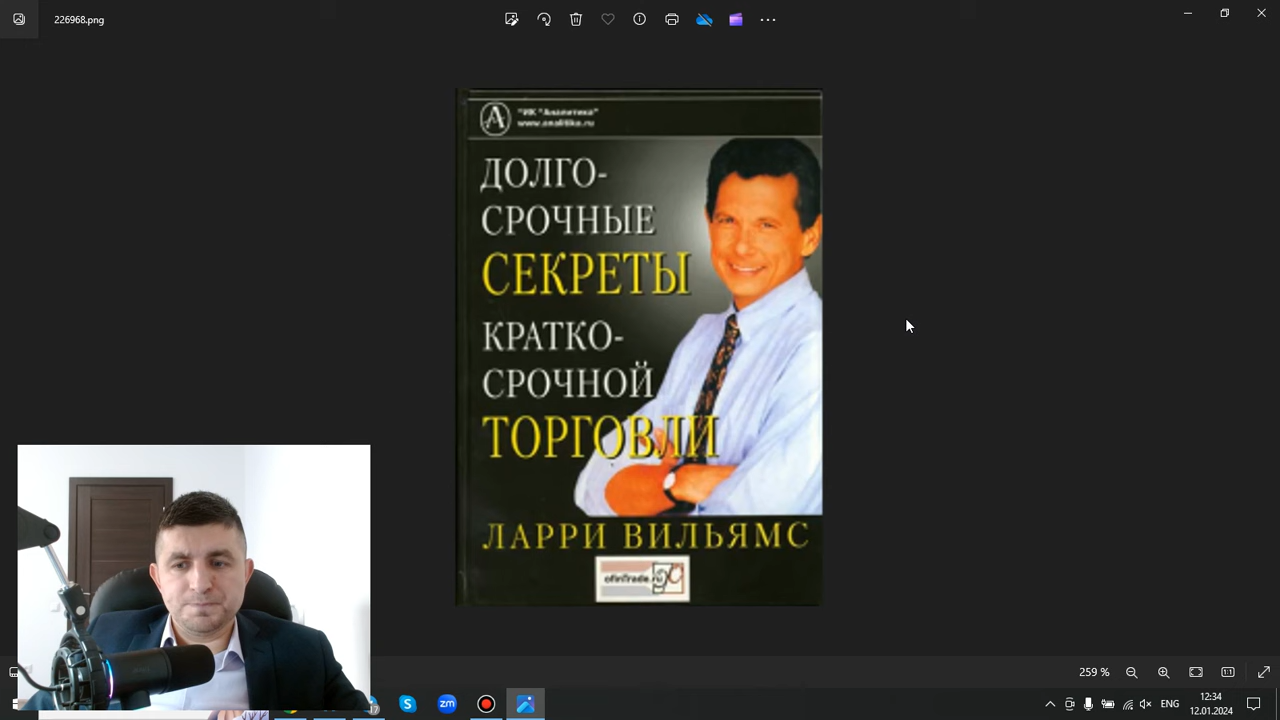 226968.png
"ИК "Аналитика"
www.analitika.ru
ДОЛГО-
СРОЧНЫЕ
СЕКРЕТЫ
КРАТКО-
СРОЧНОЙ
ТОРГОВЛИ
ЛАРРИ ВИЛЬЯМС
ofinTrade.ru
259 %
zm
ENG
12:34
12.01.2024